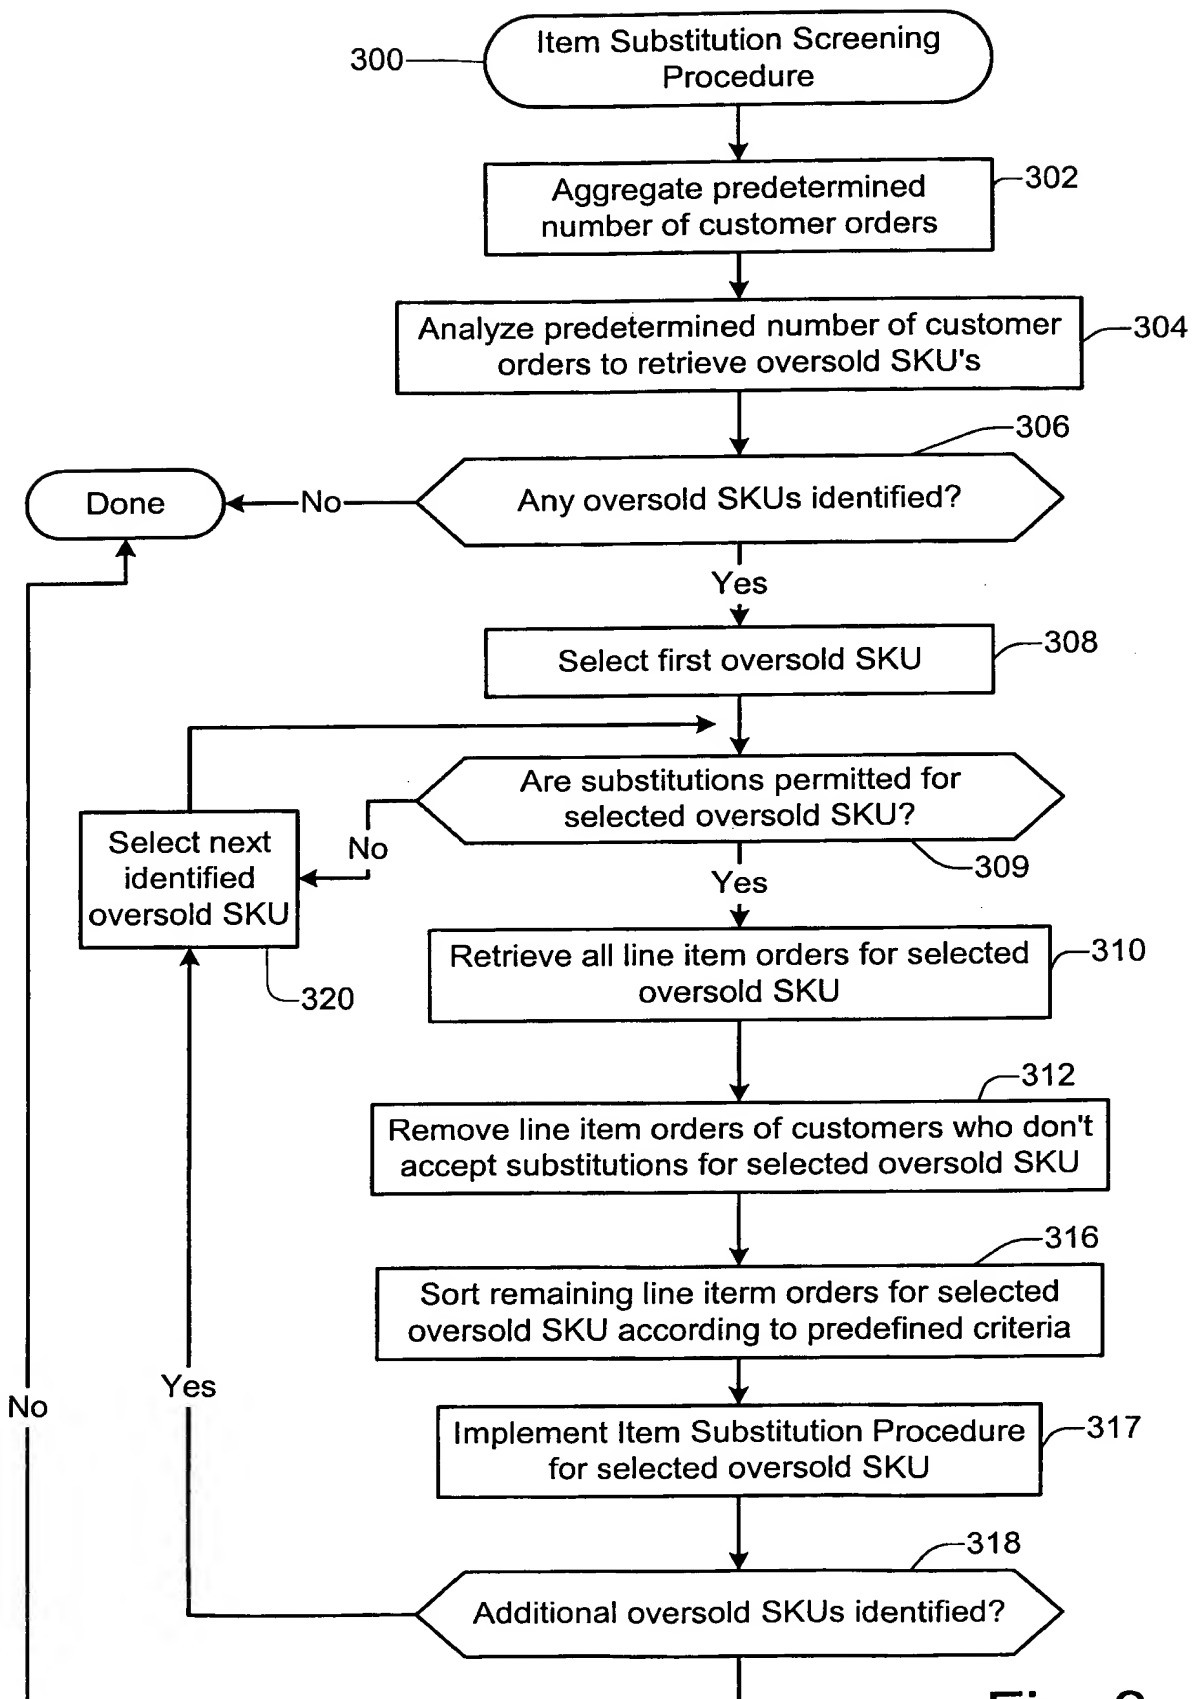 Item Substitution Screening
Procedure
300
Aggregate predetermined
number of customer orders
302
Analyze predetermined number of customer
orders to retrieve oversold SKU's
304
306
Any oversold SKUs identified?
No
Done
Yes
Select first oversold SKU
308
Are substitutions permitted for
selected oversold SKU?
309
No
Yes
Select next
identified
oversold SKU
320
Retrieve all line item orders for selected
oversold SKU
310
312
Remove line item orders of customers who don't
accept substitutions for selected oversold SKU
316
Sort remaining line iterm orders for selected
oversold SKU according to predefined criteria
Implement Item Substitution Procedure
for selected oversold SKU
317
318
Additional oversold SKUs identified?
Yes
No